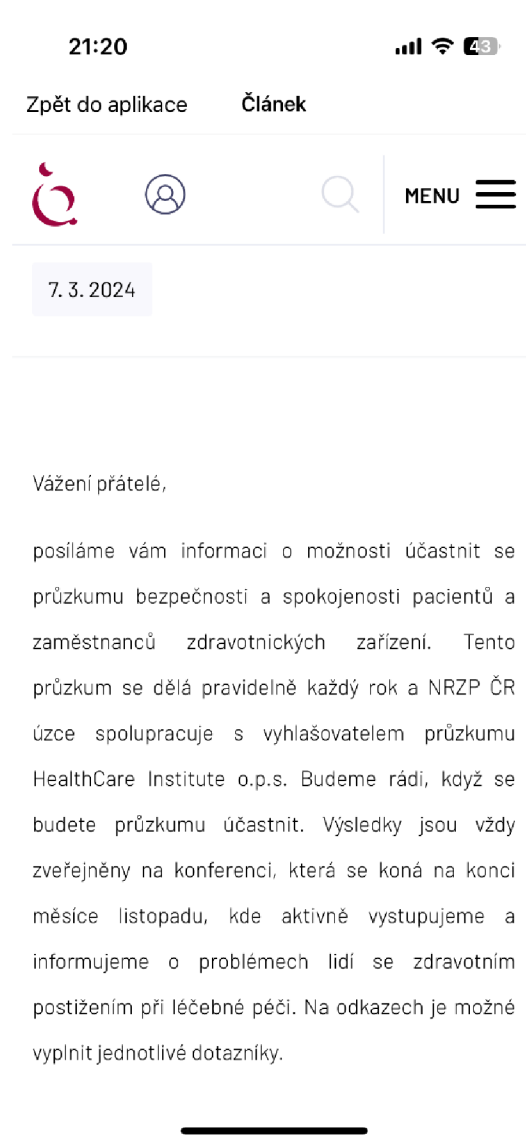 21:20
43
Zpět do aplikace Článek
MENU
7. 3. 2024
Vážení přátelé,
posíláme vám informaci o možnosti účastnit se
průzkumu bezpečnosti a spokojenosti pacientů a
zaměstnanců zdravotnických zařízení. Tento
průzkum se dělá pravidelně každý rok a NRZP ČR
úzce spolupracuje s vyhlašovatelem průzkumu
HealthCare Institute o.p.s. Budeme rádi, když se
budete průzkumu účastnit. Výsledky jsou vždy
zveřejněny na konferenci, která se koná na konci
měsíce listopadu, kde aktivně vystupujeme a
informujeme o problémech lidí se zdravotním
postižením při léčebné péči. Na odkazech je možné
vyplnit jednotlivé dotazníky.